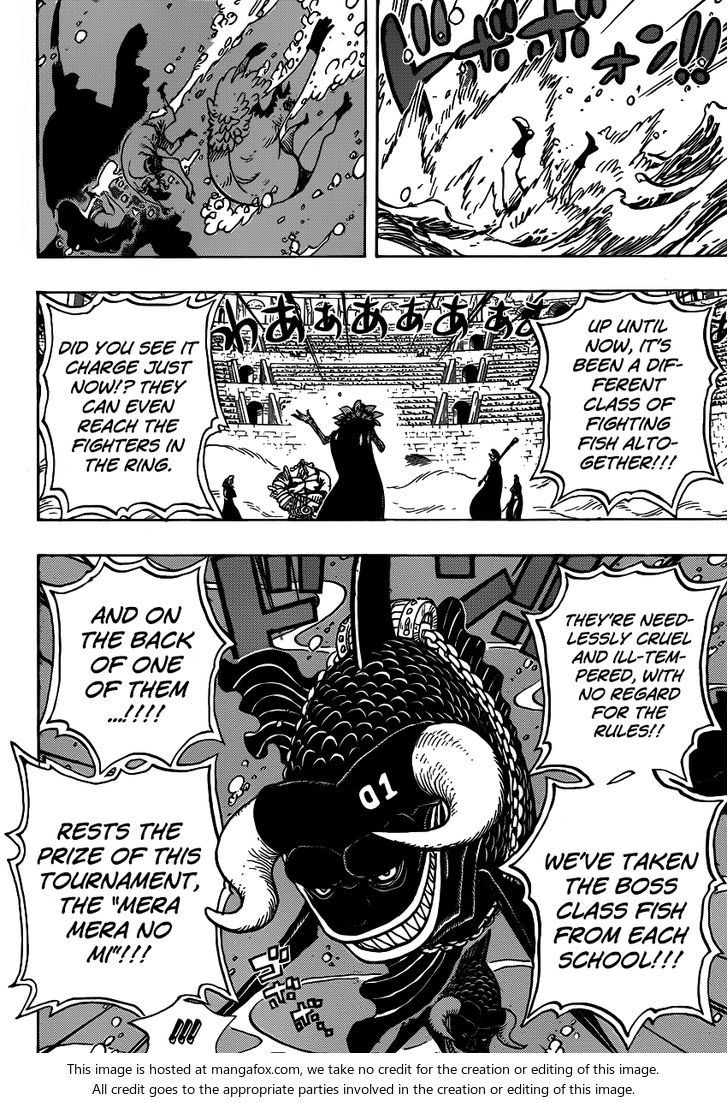 ドボボォン!!
UP UNTIL
NOW, IT'S
BEEN A DIF-
FERENT
CLASS OF
FIGHTING
FISH ALTO-
GETHER!!!
わあああああ
DID YOU SEE IT
CHARGE JUST
NOW!? THEY
CAN EVEN
REACH THE
FIGHTERS IN
THE RING.
THEY'RE NEED-
LESSLY CRUEL
AND ILL-TEM-
PERED, WITH
NO REGARD
FOR THE
RULES!!
WE'VE TAKEN
THE BOSS
CLASS FISH
FROM EACH
SCHOOL!!!
AND ON
THE BACK
OF ONE
OF THEM
...!!!!
RESTS THE
PRIZE OF THIS
TOURNAMENT,
THE "MERA
MERA NO
MI"!!!
01
!!!
This image is hosted at mangafox.com, we take no credit for the creation or editing of this image.
All credit goes to the appropriate parties involved in the creation or editing of this image.